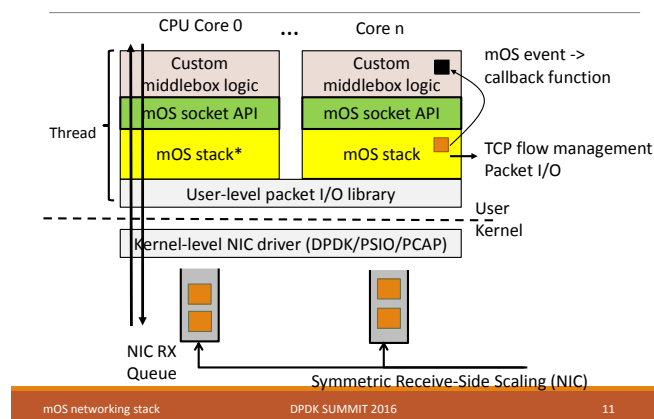 CPU Core 0 ... Core n
Custom
middlebox logic
Custom
middlebox logic
mOS event ->
callback function
mOS socket API
mOS socket API
Thread
mOS stack*
mOS stack
TCP flow management
Packet I/O
User-level packet I/O library
User
Kernel
Kernel-level NIC driver (DPDK/PSIO/PCAP)
NIC RX
Queue
Symmetric Receive-Side Scaling (NIC)
mOS networking stack DPDK SUMMIT 2016 11